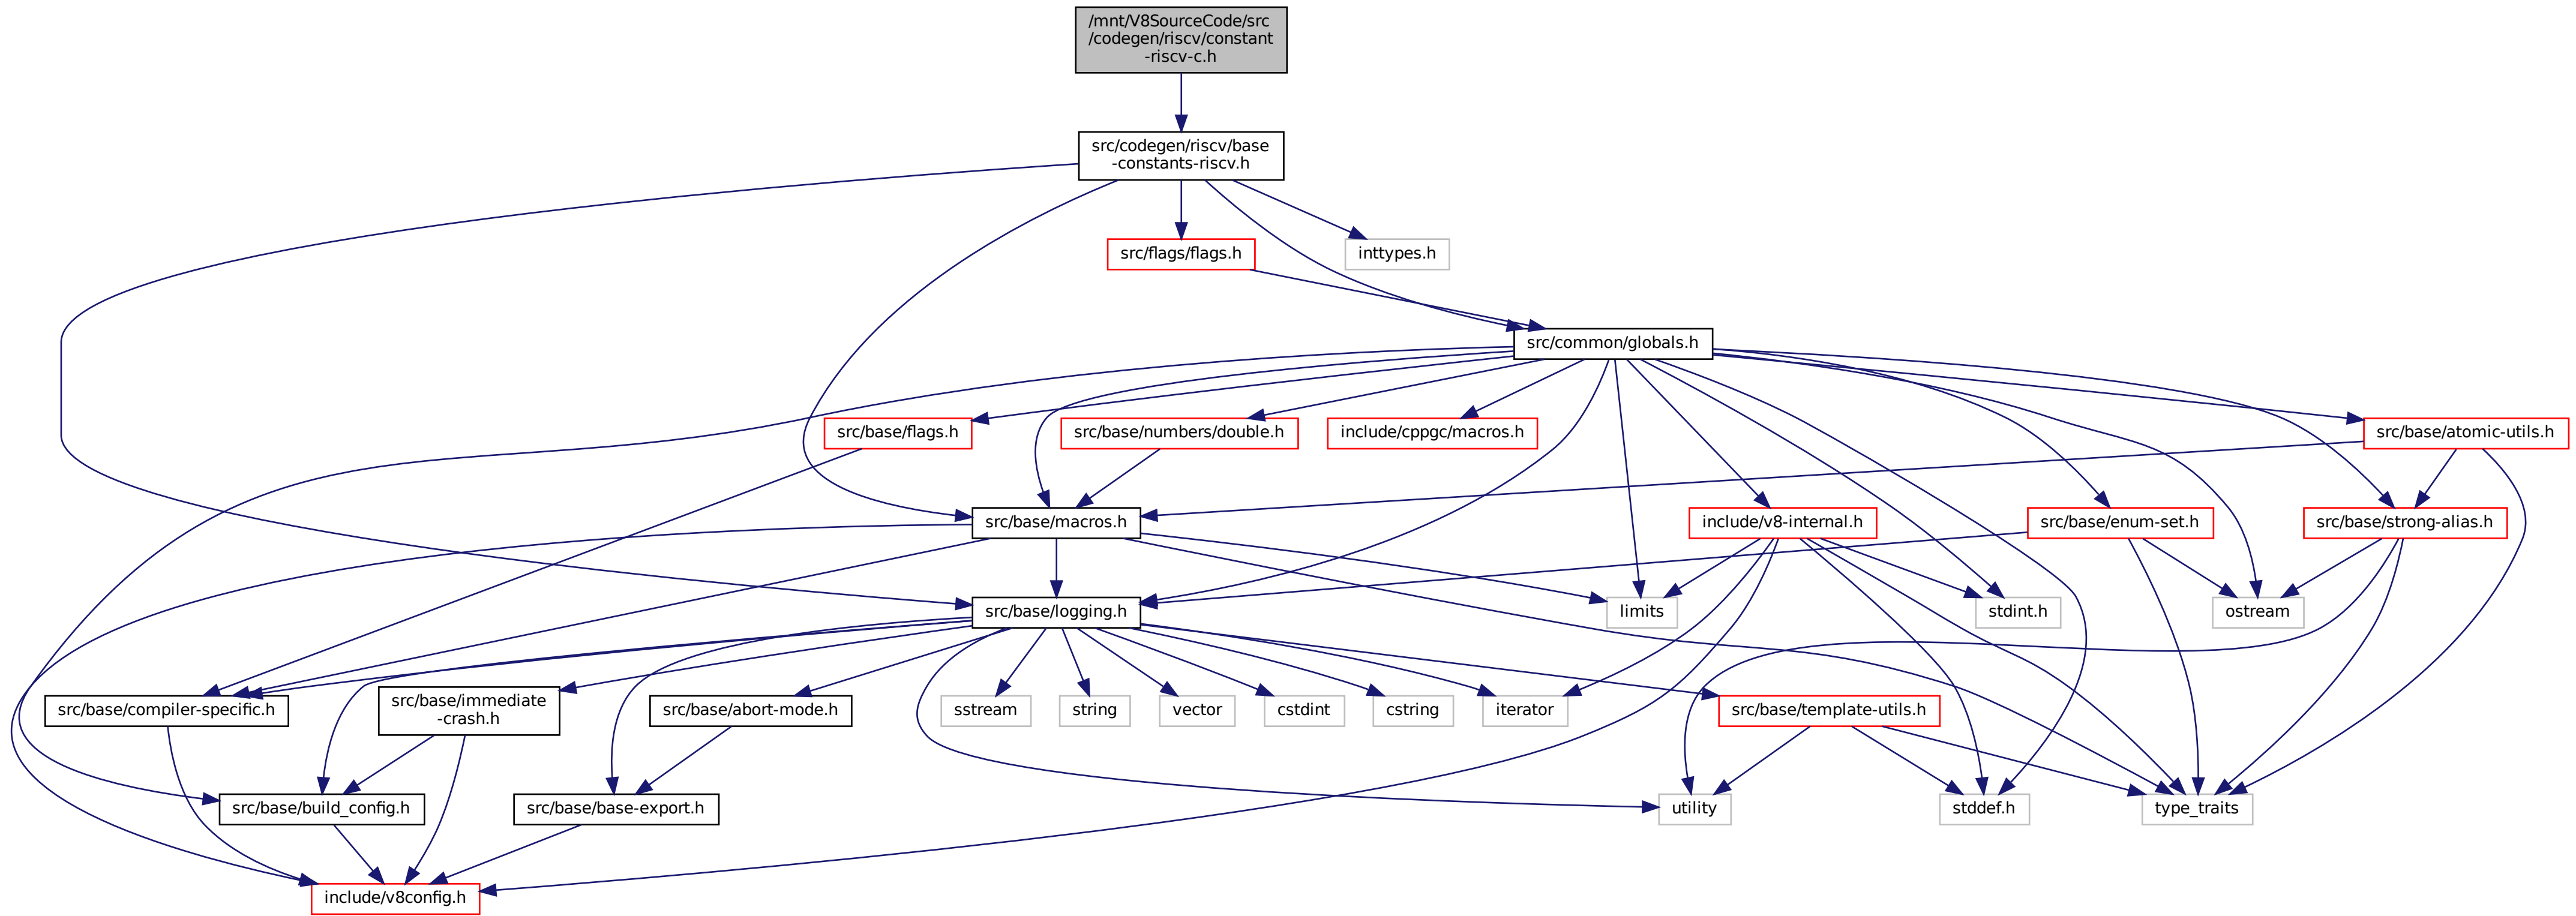 /mnt/V8SourceCode/src
/codegen/riscv/constant
-riscv-c.h
src/codegen/riscv/base
-constants-riscv.h
src/flags/flags.h
inttypes.h
src/common/globals.h
src/base/flags.h
src/base/numbers/double.h
include/cppgc/macros.h
src/base/atomic-utils.h
src/base/macros.h
include/v8-internal.h
src/base/enum-set.h
src/base/strong-alias.h
src/base/logging.h
limits
stdint.h
ostream
src/base/compiler-specific.h
src/base/immediate
-crash.h
src/base/abort-mode.h
sstream
string
vector
cstdint
cstring
iterator
src/base/template-utils.h
src/base/build_config.h
src/base/base-export.h
utility
stddef.h
type_traits
include/v8config.h